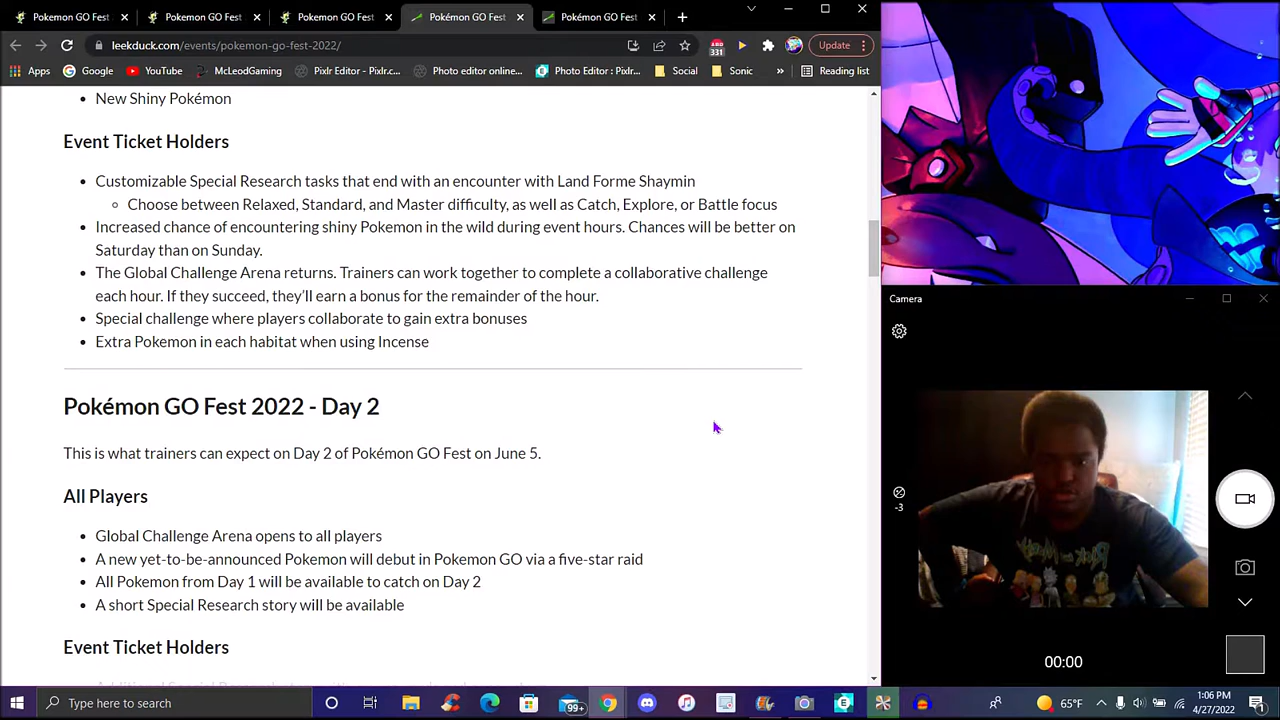 Pokemon GO Fest
Pokemon GO Fest
Pokemon GO Fest
Pokémon GO Fest
Pokémon GO Fest
leekduck.com/events/pokemon-go-fest-2022/
331
Update
Apps
Google
YouTube
McLeodGaming
Pixlr Editor - Pixlr.c...
Photo editor online...
Photo Editor : Pixlr...
Social
Sonic
»
Reading list
• New Shiny Pokémon
Event Ticket Holders
• Customizable Special Research tasks that end with an encounter with Land Forme Shaymin
◦ Choose between Relaxed, Standard, and Master difficulty, as well as Catch, Explore, or Battle focus
• Increased chance of encountering shiny Pokemon in the wild during event hours. Chances will be better on
Saturday than on Sunday.
• The Global Challenge Arena returns. Trainers can work together to complete a collaborative challenge
each hour. If they succeed, they'll earn a bonus for the remainder of the hour.
• Special challenge where players collaborate to gain extra bonuses
• Extra Pokemon in each habitat when using Incense
Pokémon GO Fest 2022 - Day 2
This is what trainers can expect on Day 2 of Pokémon GO Fest on June 5.
All Players
• Global Challenge Arena opens to all players
• A new yet-to-be-announced Pokemon will debut in Pokemon GO via a five-star raid
• All Pokemon from Day 1 will be available to catch on Day 2
• A short Special Research story will be available
Event Ticket Holders
Camera
-3
Rick and Morty
00:00
Type here to search
99+
65°F
1:06 PM
4/27/2022
1